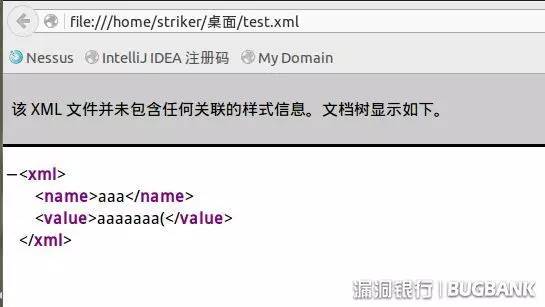 file:///home/striker/桌面/test.xml
Nessus IntelliJ IDEA 注册码 My Domain
该 XML 文件并未包含任何关联的样式信息。文档树显示如下。
−<xml>
<name>aaa</name>
<value>aaaaaaa(</value>
</xml>
漏洞银行 | BUGBANK